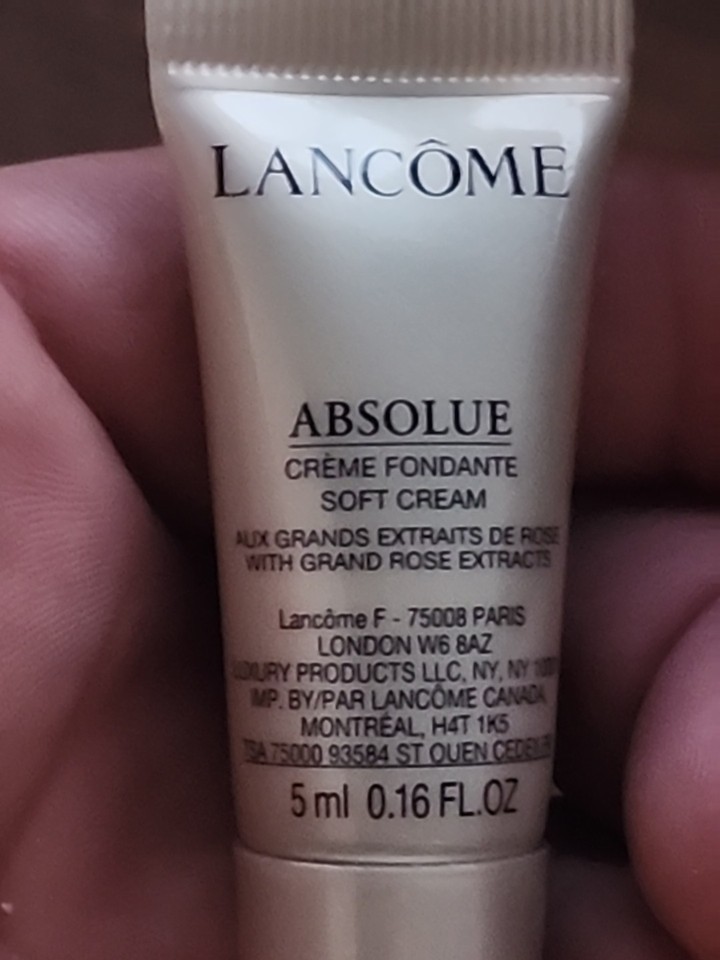 LANCÔME
ABSOLUE
CRÈME FONDANTE
SOFT CREAM
AUX GRANDS EXTRAITS DE ROSE
WITH GRAND ROSE EXTRACTS
Lancôme F - 75008 PARIS
LONDON W6 8AZ
PRODUCTS LLC, NY, NY
IMP. BY/PAR LANCÔME CANADA,
MONTRÉAL, H4T 1K5
TSA 75000 93584 ST OUEN
5 ml 0.16 FL.OZ